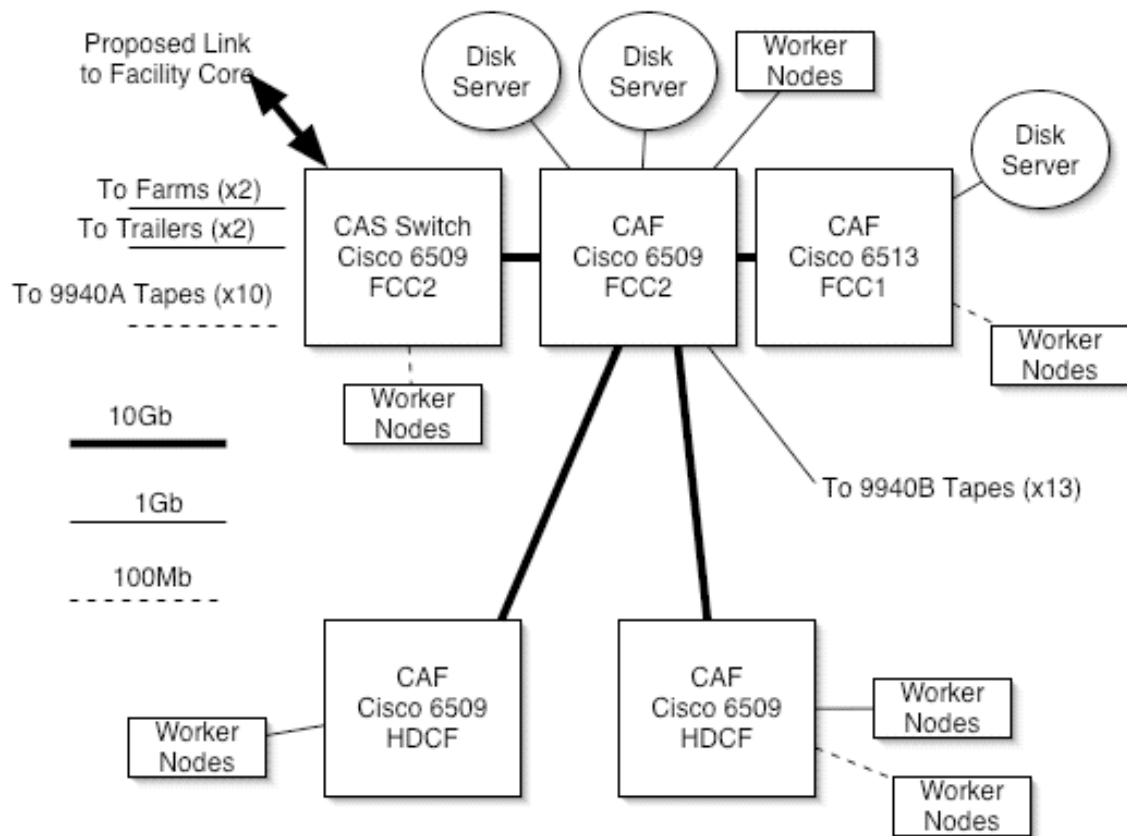 Proposed Link
to Facility Core
Disk
Server
Disk
Server
Worker
Nodes
Disk
Server
To Farms (x2)
To Trailers (x2)
To 9940A Tapes (x10)
CAS Switch
Cisco 6509
FCC2
CAF
Cisco 6509
FCC2
CAF
Cisco 6513
FCC1
Worker
Nodes
Worker
Nodes
10Gb
1Gb
100Mb
To 9940B Tapes (x13)
CAF
Cisco 6509
HDCF
CAF
Cisco 6509
HDCF
Worker
Nodes
Worker
Nodes
Worker
Nodes